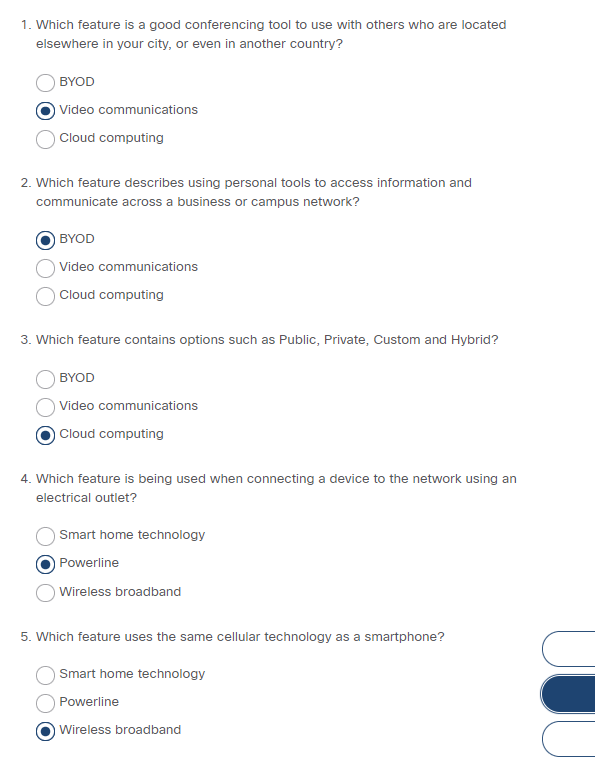 1. Which feature is a good conferencing tool to use with others who are located
elsewhere in your city, or even in another country?
BYOD
Video communications
Cloud computing
2. Which feature describes using personal tools to access information and
communicate across a business or campus network?
BYOD
Video communications
Cloud computing
3. Which feature contains options such as Public, Private, Custom and Hybrid?
BYOD
Video communications
Cloud computing
4. Which feature is being used when connecting a device to the network using an
electrical outlet?
Smart home technology
Powerline
Wireless broadband
5. Which feature uses the same cellular technology as a smartphone?
Smart home technology
Powerline
Wireless broadband